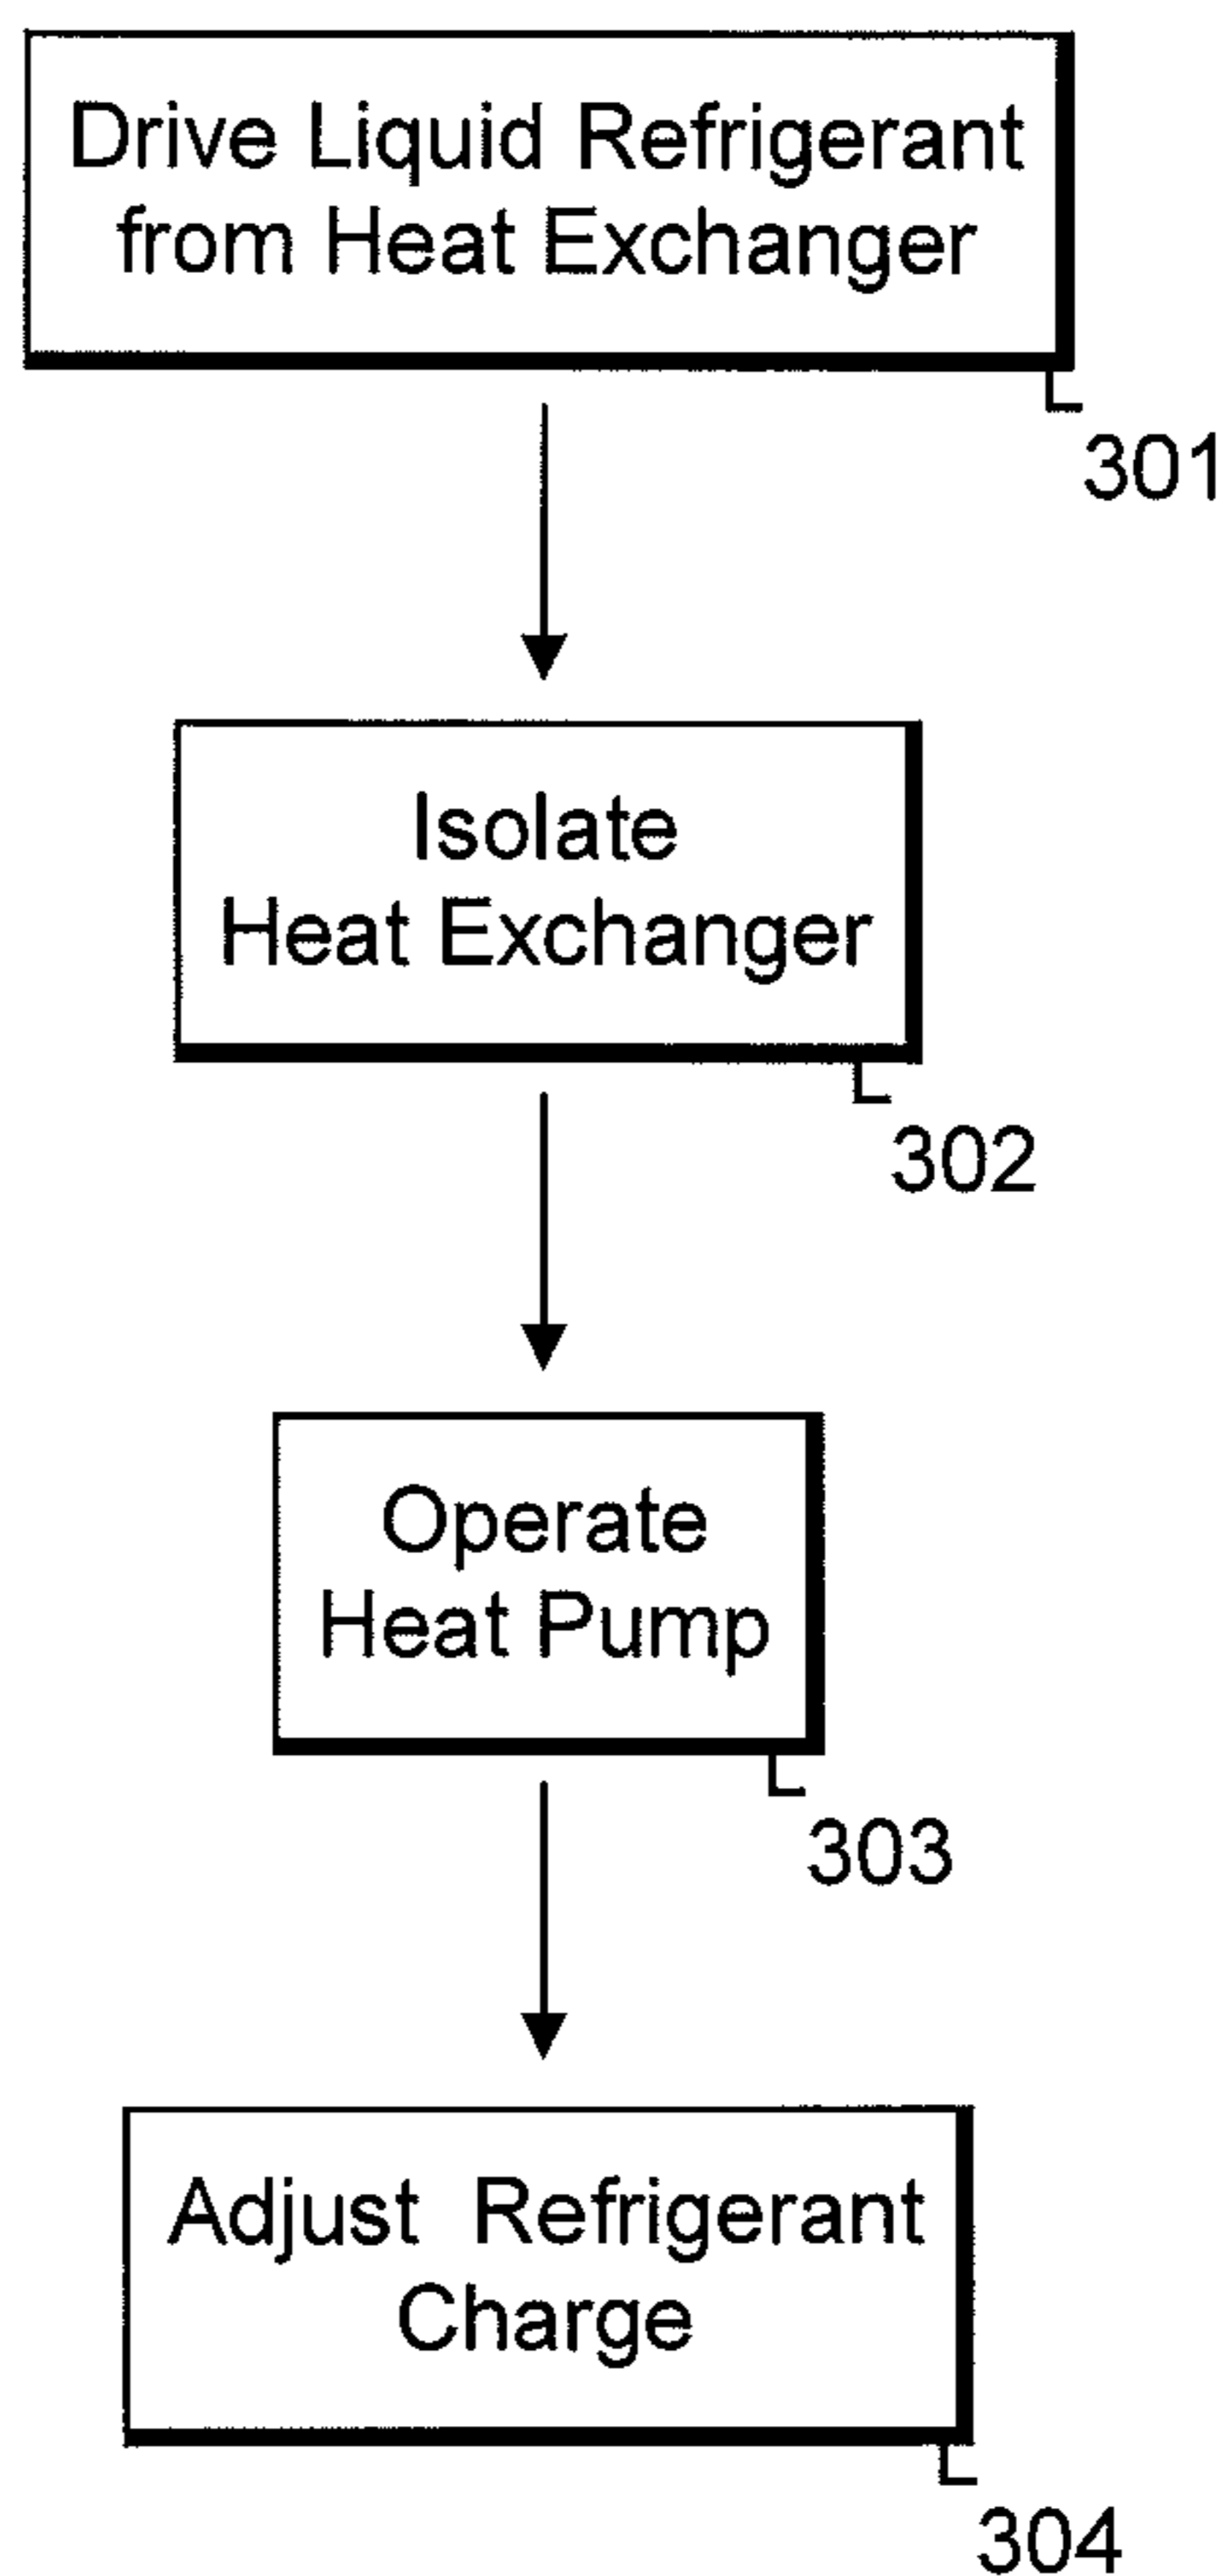 Drive Liquid Refrigerant
from Heat Exchanger
301
Isolate
Heat Exchanger
302
Operate
Heat Pump
303
Adjust Refrigerant
Charge
304